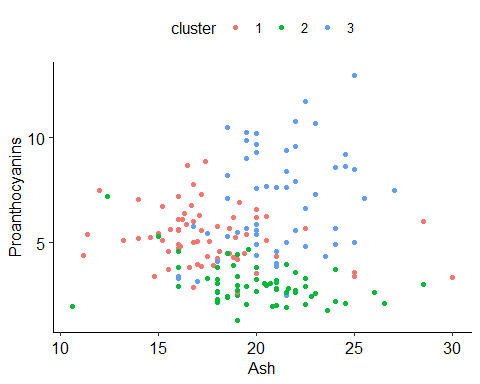 cluster 1 2 3
10
5
Proanthocyanins
10 15 20 25 30
Ash